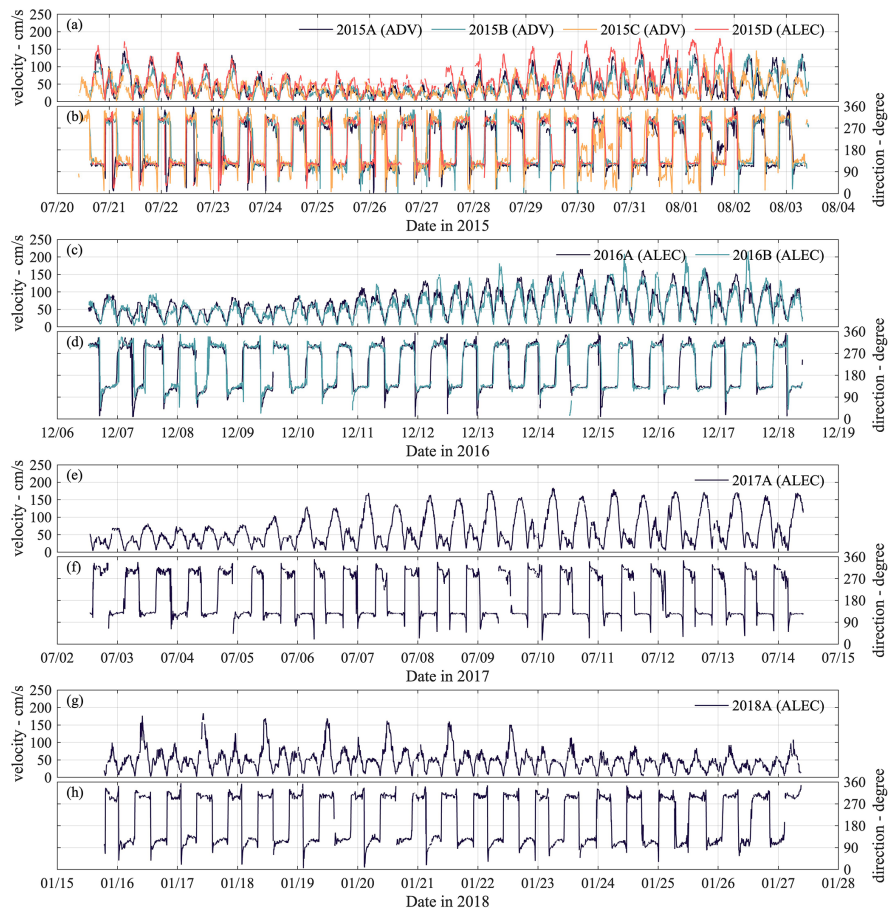 (a) 2015A (ADV) 2015B (ADV) 2015C (ADV) 2015D (ALEC)
velocity - cm/s
250
200
150
100
50
0
(b)
direction - degree
360
270
180
90
0
07/20 07/21 07/22 07/23 07/24 07/25 07/26 07/27 07/28 07/29 07/30 07/31 08/01 08/02 08/03 08/04
Date in 2015
(c) 2016A (ALEC) 2016B (ALEC)
velocity - cm/s
250
200
150
100
50
0
(d)
direction - degree
360
270
180
90
0
12/06 12/07 12/08 12/09 12/10 12/11 12/12 12/13 12/14 12/15 12/16 12/17 12/18 12/19
Date in 2016
(e) 2017A (ALEC)
velocity - cm/s
250
200
150
100
50
0
(f)
direction - degree
360
270
180
90
0
07/02 07/03 07/04 07/05 07/06 07/07 07/08 07/09 07/10 07/11 07/12 07/13 07/14 07/15
Date in 2017
(g) 2018A (ALEC)
velocity - cm/s
250
200
150
100
50
0
(h)
direction - degree
360
270
180
90
0
01/15 01/16 01/17 01/18 01/19 01/20 01/21 01/22 01/23 01/24 01/25 01/26 01/27 01/28
Date in 2018